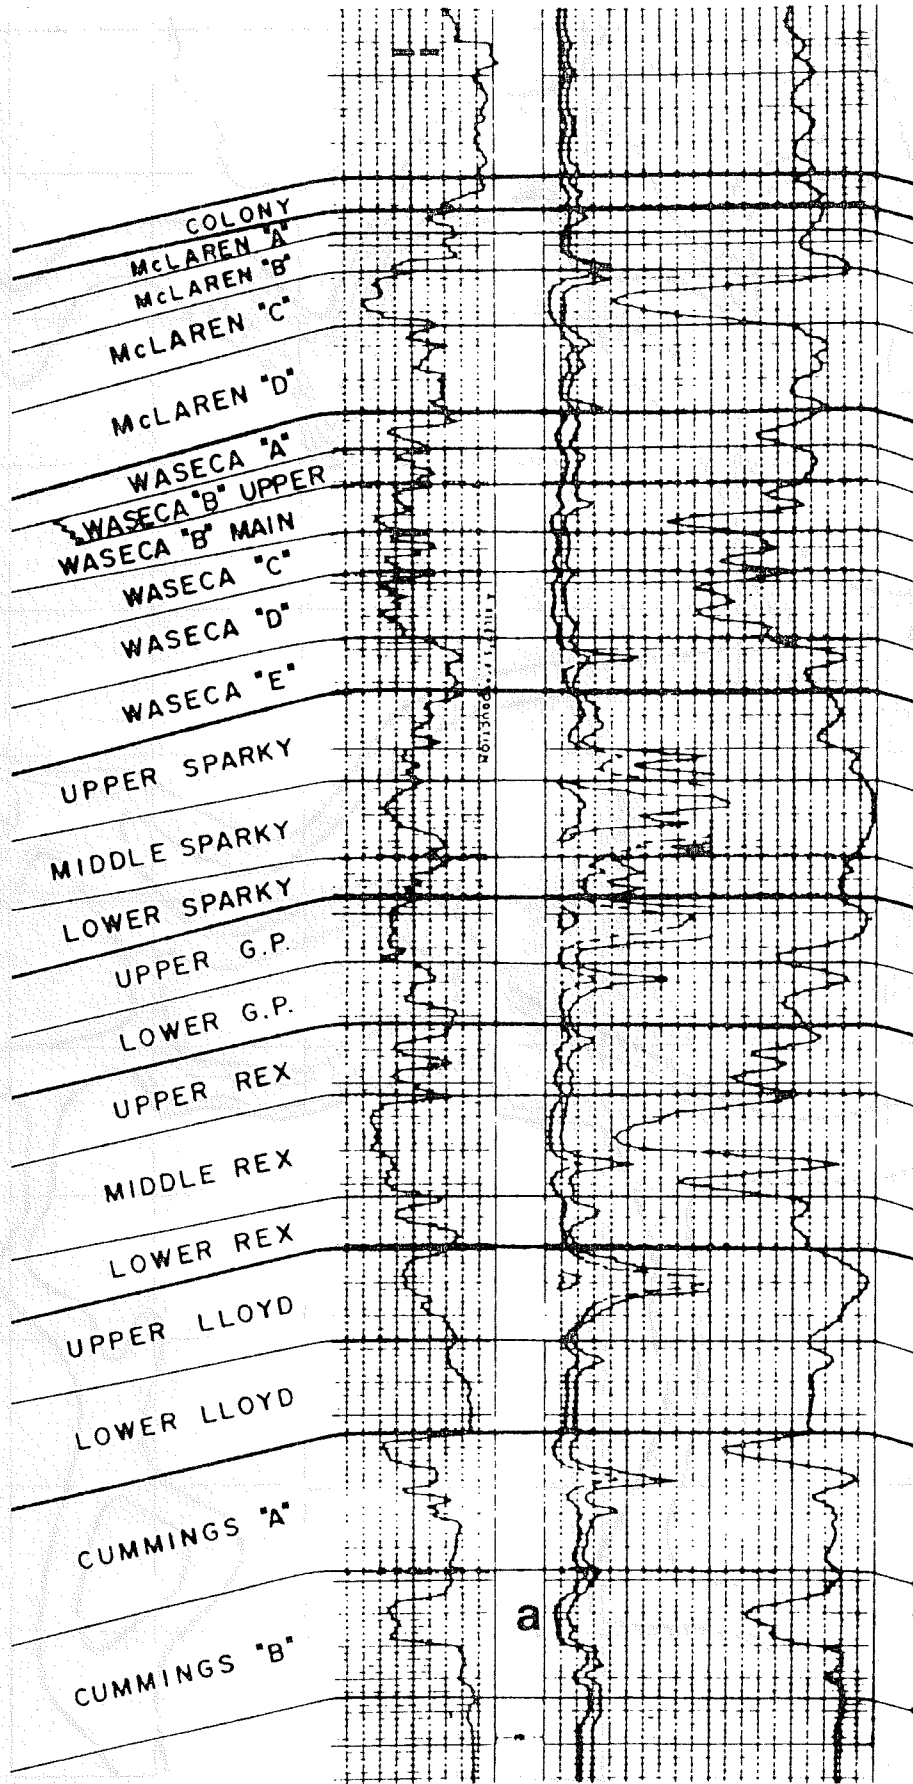 COLONY
McLAREN "A"
McLAREN "B"
McLAREN "C"
McLAREN "D"
WASECA "A"
WASECA "B" UPPER
WASECA "B" MAIN
WASECA "C"
WASECA "D"
WASECA "E"
UPPER SPARKY
MIDDLE SPARKY
LOWER SPARKY
UPPER G.P.
LOWER G.P.
UPPER REX
MIDDLE REX
LOWER REX
UPPER LLOYD
LOWER LLOYD
CUMMINGS "A"
a
CUMMINGS "B"